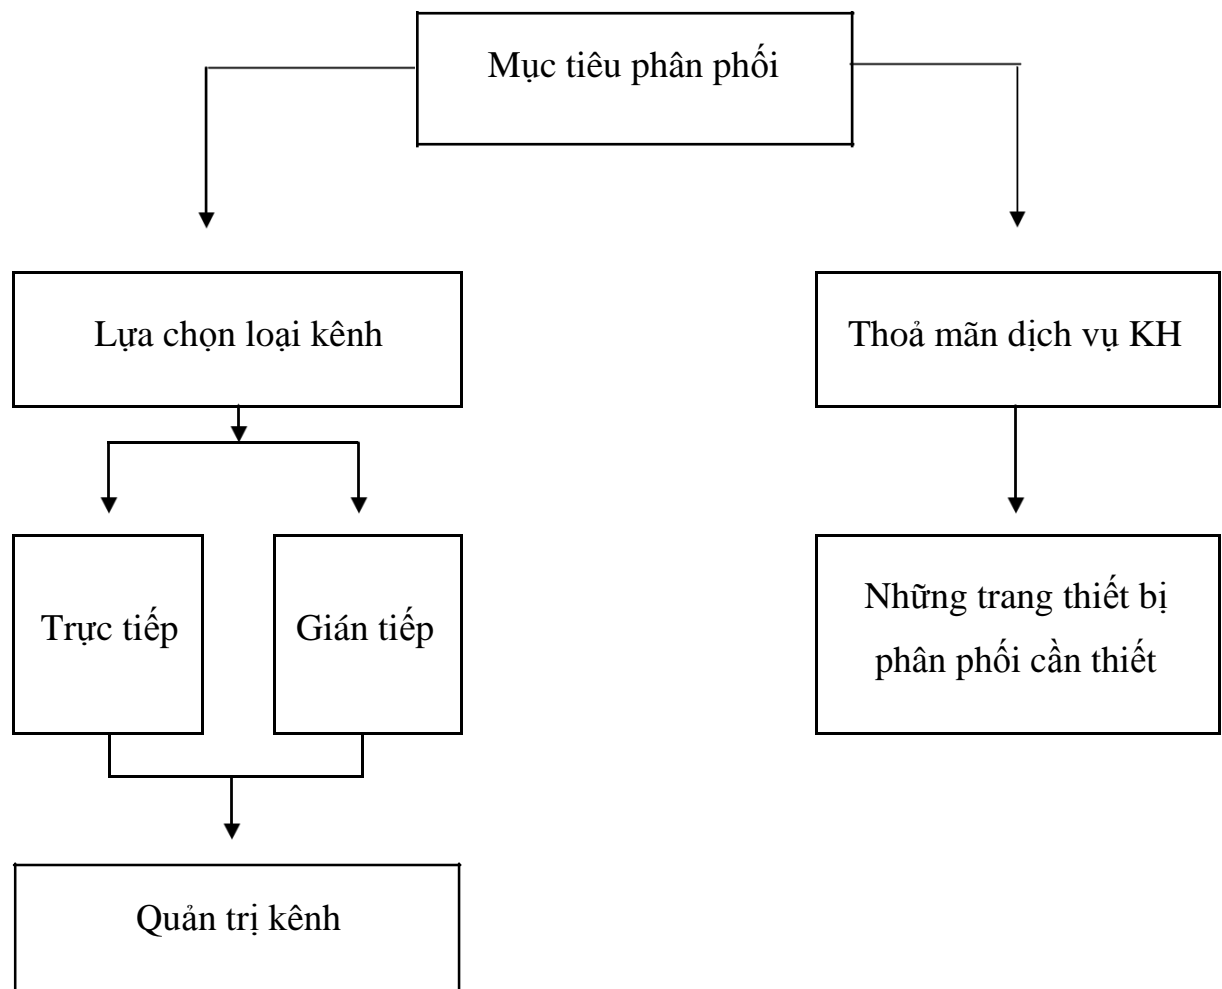 Mục tiêu phân phối
Lựa chọn loại kênh
Thoả mãn dịch vụ KH
Trực tiếp
Gián tiếp
Những trang thiết bị
phân phối cần thiết
Quản trị kênh